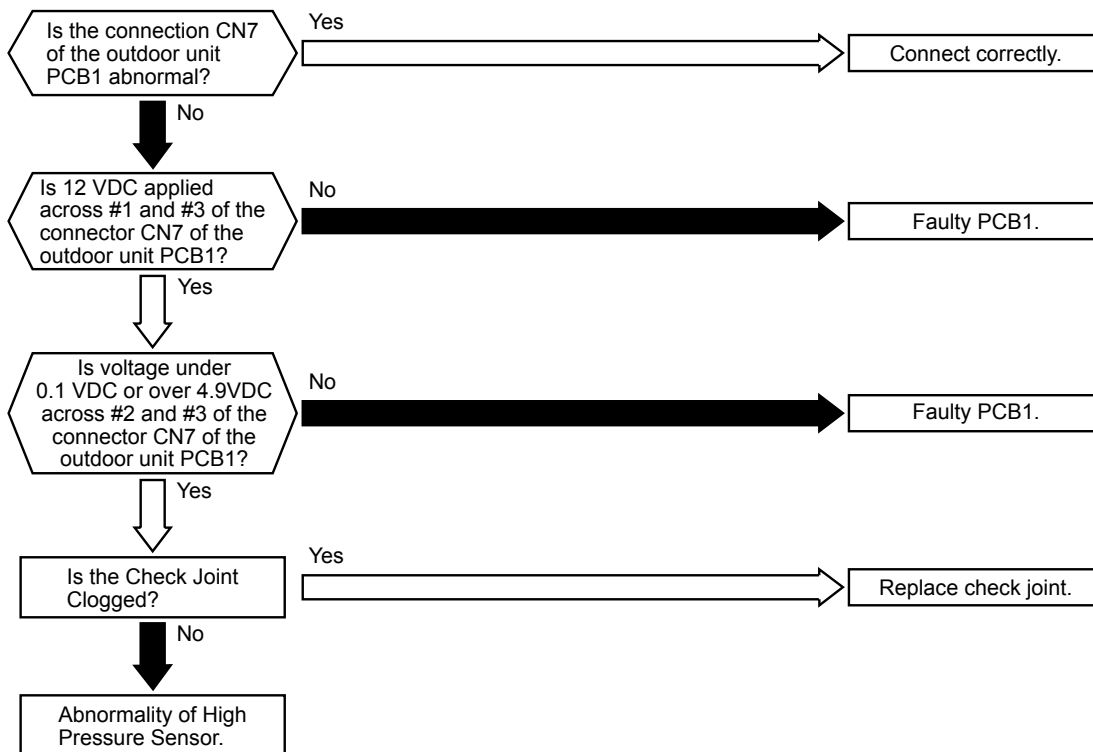 Is the connection CN7
of the outdoor unit
PCB1 abnormal?
Yes
Connect correctly.
No
Is 12 VDC applied
across #1 and #3 of the
connector CN7 of the
outdoor unit PCB1?
No
Faulty PCB1.
Yes
Is voltage under
0.1 VDC or over 4.9VDC
across #2 and #3 of the
connector CN7 of the
outdoor unit PCB1?
No
Faulty PCB1.
Yes
Is the Check Joint
Clogged?
Yes
Replace check joint.
No
Abnormality of High
Pressure Sensor.